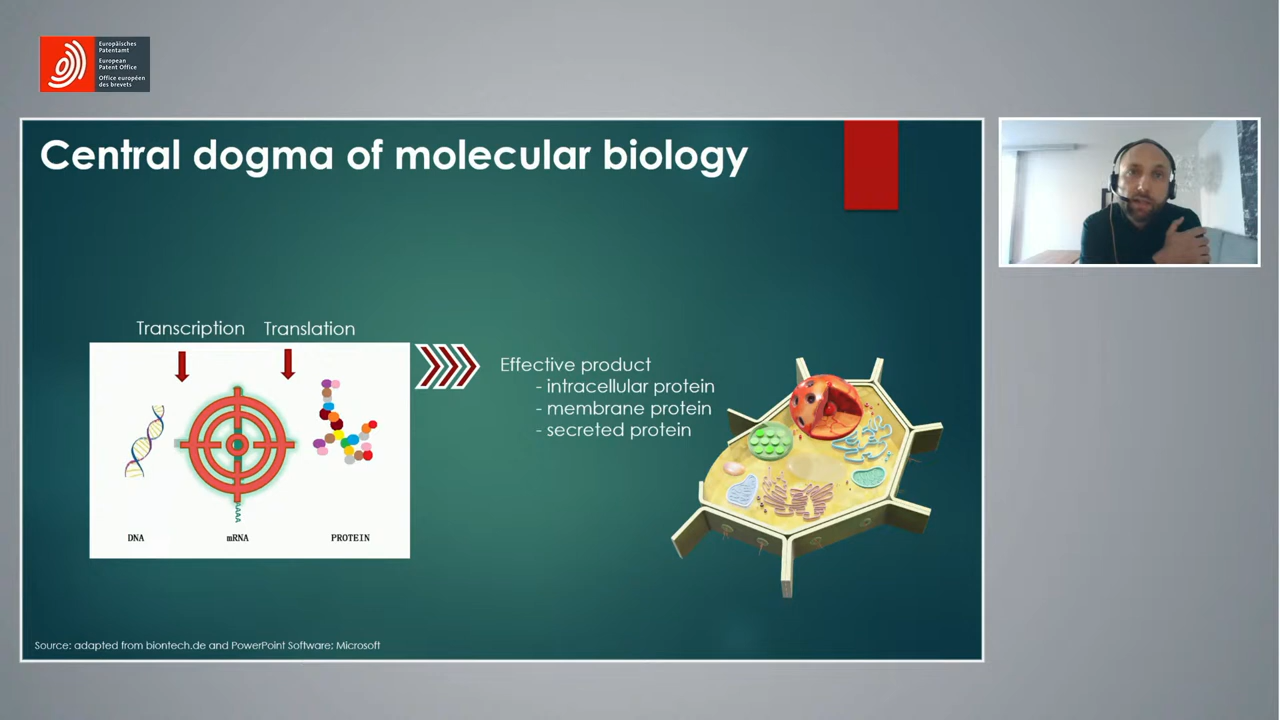 Europäisches
Patentamt
European
Patent Office
Office européen
des brevets
Central dogma of molecular biology
Transcription Translation
DNA mRNA PROTEIN
Effective product
- intracellular protein
- membrane protein
- secreted protein
Source: adapted from biontech.de and PowerPoint Software; Microsoft